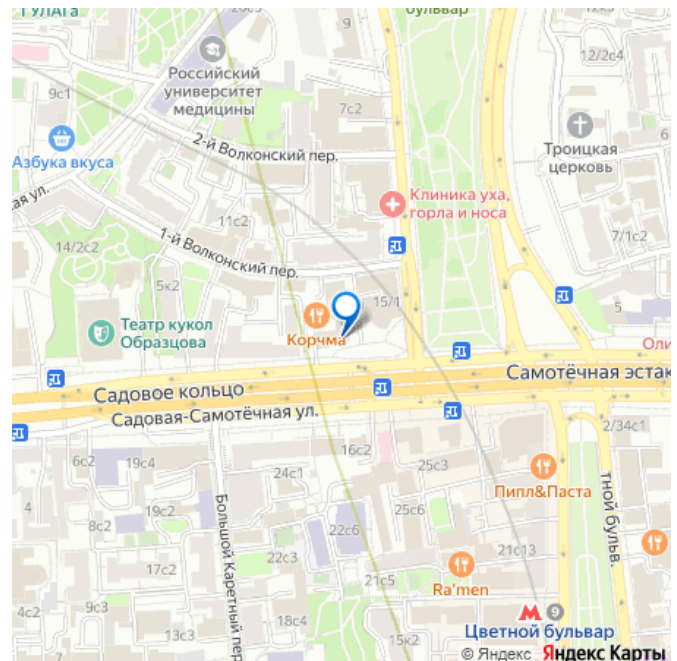 ГУЛАГа
20с3
9
бульвар
12/2с4
Российский
университет
медицины
9с1
7с2
2-й Волконский пер.
Азбука вкуса
Троицкая
церковь
6
ая ул.
Клиника уха,
горла и носа
11с2
7/1с2
14/2с2
1-й Волконский пер.
5к2
15/1
5
Театр кукол
Образцова
Корчма
Оли
Самотёчная эстак
Садовое кольцо
Садовая-Самотёчная ул.
2/34с1
16с2
6с2
19с4
25с3
24с1
Пипл&Паста
4
19с2
8с2
25с6
22с6
Большой Каретный пер.
тной бульв.
21с13
22с3
21с5
Ra'men
9с3
4с2
18с4
13с3
15к2
9
Цветной бульвар
© Яндекс Яндекс Карты